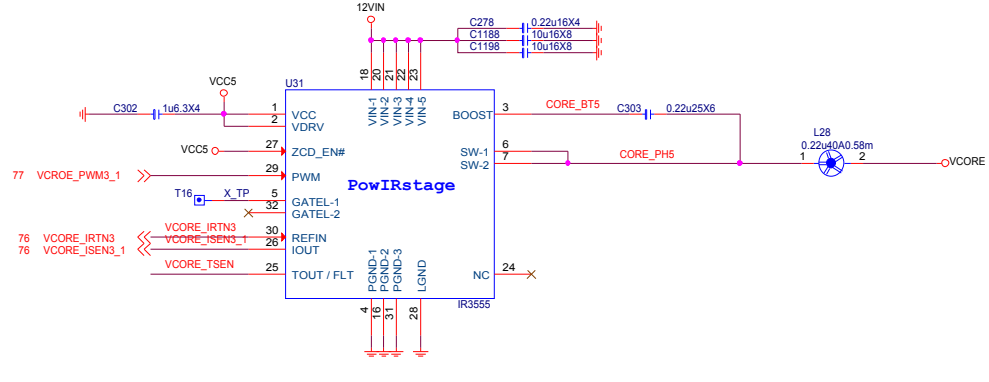 12VIN
C278 0.22u16X4
C1188 10u16X8
C1198 10u16X8
18 20 21 22 23
VCC5 U31
C302 1u6.3X4 1 VCC VIN-1 VIN-2 VIN-3 VIN-4 VIN-5 BOOST 3 CORE_BT5 C303 0.22u25X6
2 VDRV
L28
0.22u40A0.58m
VCC5 27 ZCD_EN# SW-1 6
SW-2 7 CORE_PH5 1 2 VCORE
77 VCROE_PWM3_1 29 PWM
PowIRstage
T16 X_TP 5 GATEL-1
32 GATEL-2
VCORE_IRTN3
76 VCORE_IRTN3 30 REFIN
VCORE_ISEN3_1
76 VCORE_ISEN3_1 26 IOUT
VCORE_TSEN 25 TOUT / FLT PGND-1 PGND-2 PGND-3 LGND NC 24
IR3555
4 16 31 28